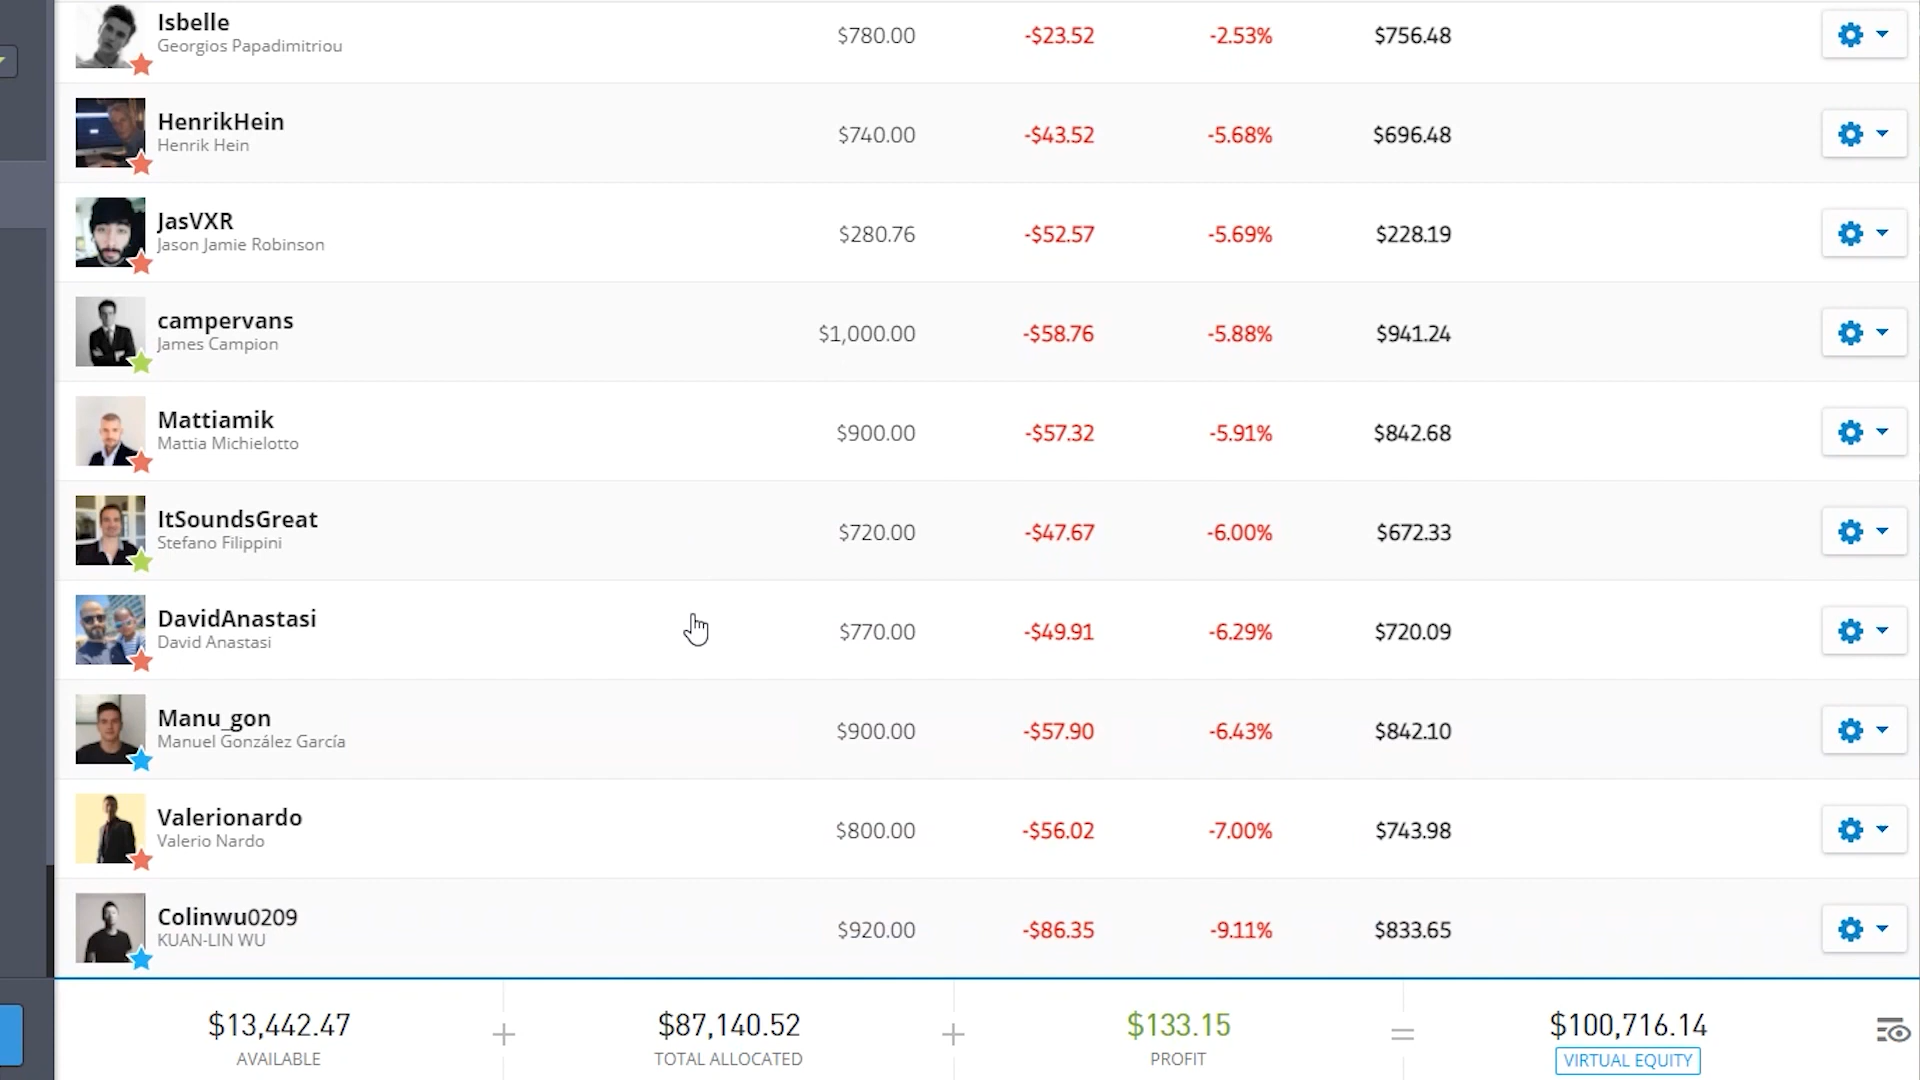 Isbelle
Georgios Papadimitriou
$780.00 -$23.52 -2.53% $756.48
HenrikHein
Henrik Hein
$740.00 -$43.52 -5.68% $696.48
JasVXR
Jason Jamie Robinson
$280.76 -$52.57 -5.69% $228.19
campervans
James Campion
$1,000.00 -$58.76 -5.88% $941.24
Mattiamik
Mattia Michielotto
$900.00 -$57.32 -5.91% $842.68
ItSoundsGreat
Stefano Filippini
$720.00 -$47.67 -6.00% $672.33
DavidAnastasi
David Anastasi
$770.00 -$49.91 -6.29% $720.09
Manu_gon
Manuel González García
$900.00 -$57.90 -6.43% $842.10
Valerionardo
Valerio Nardo
$800.00 -$56.02 -7.00% $743.98
Colinwu0209
KUAN-LIN WU
$920.00 -$86.35 -9.11% $833.65
$13,442.47 + $87,140.52 + $133.15 = $100,716.14
AVAILABLE TOTAL ALLOCATED PROFIT VIRTUAL EQUITY